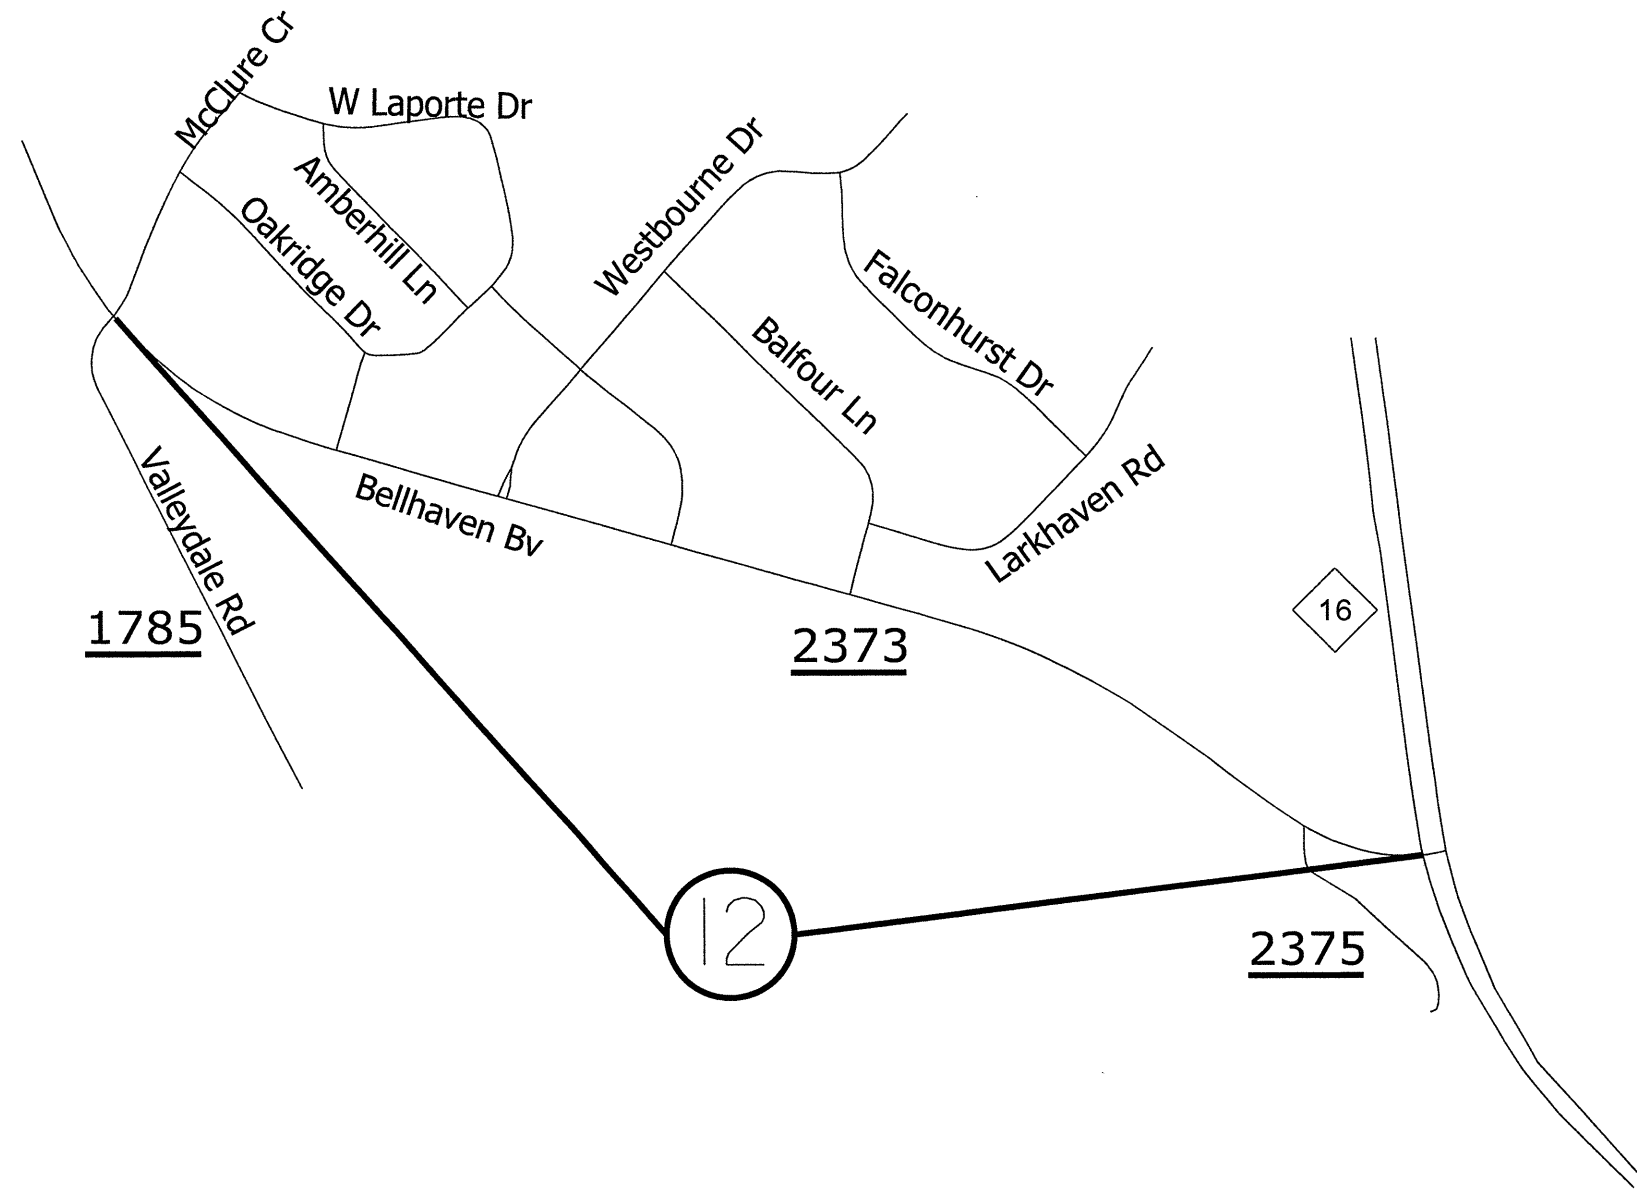 McClure Cr
W Laporte Dr
Amberhill Ln
Oakridge Dr
Westbourne Dr
Falconhurst Dr
Balfour Ln
Larkhaven Rd
Bellhaven Bv
Valleydale Rd
1785
2373
16
12
2375